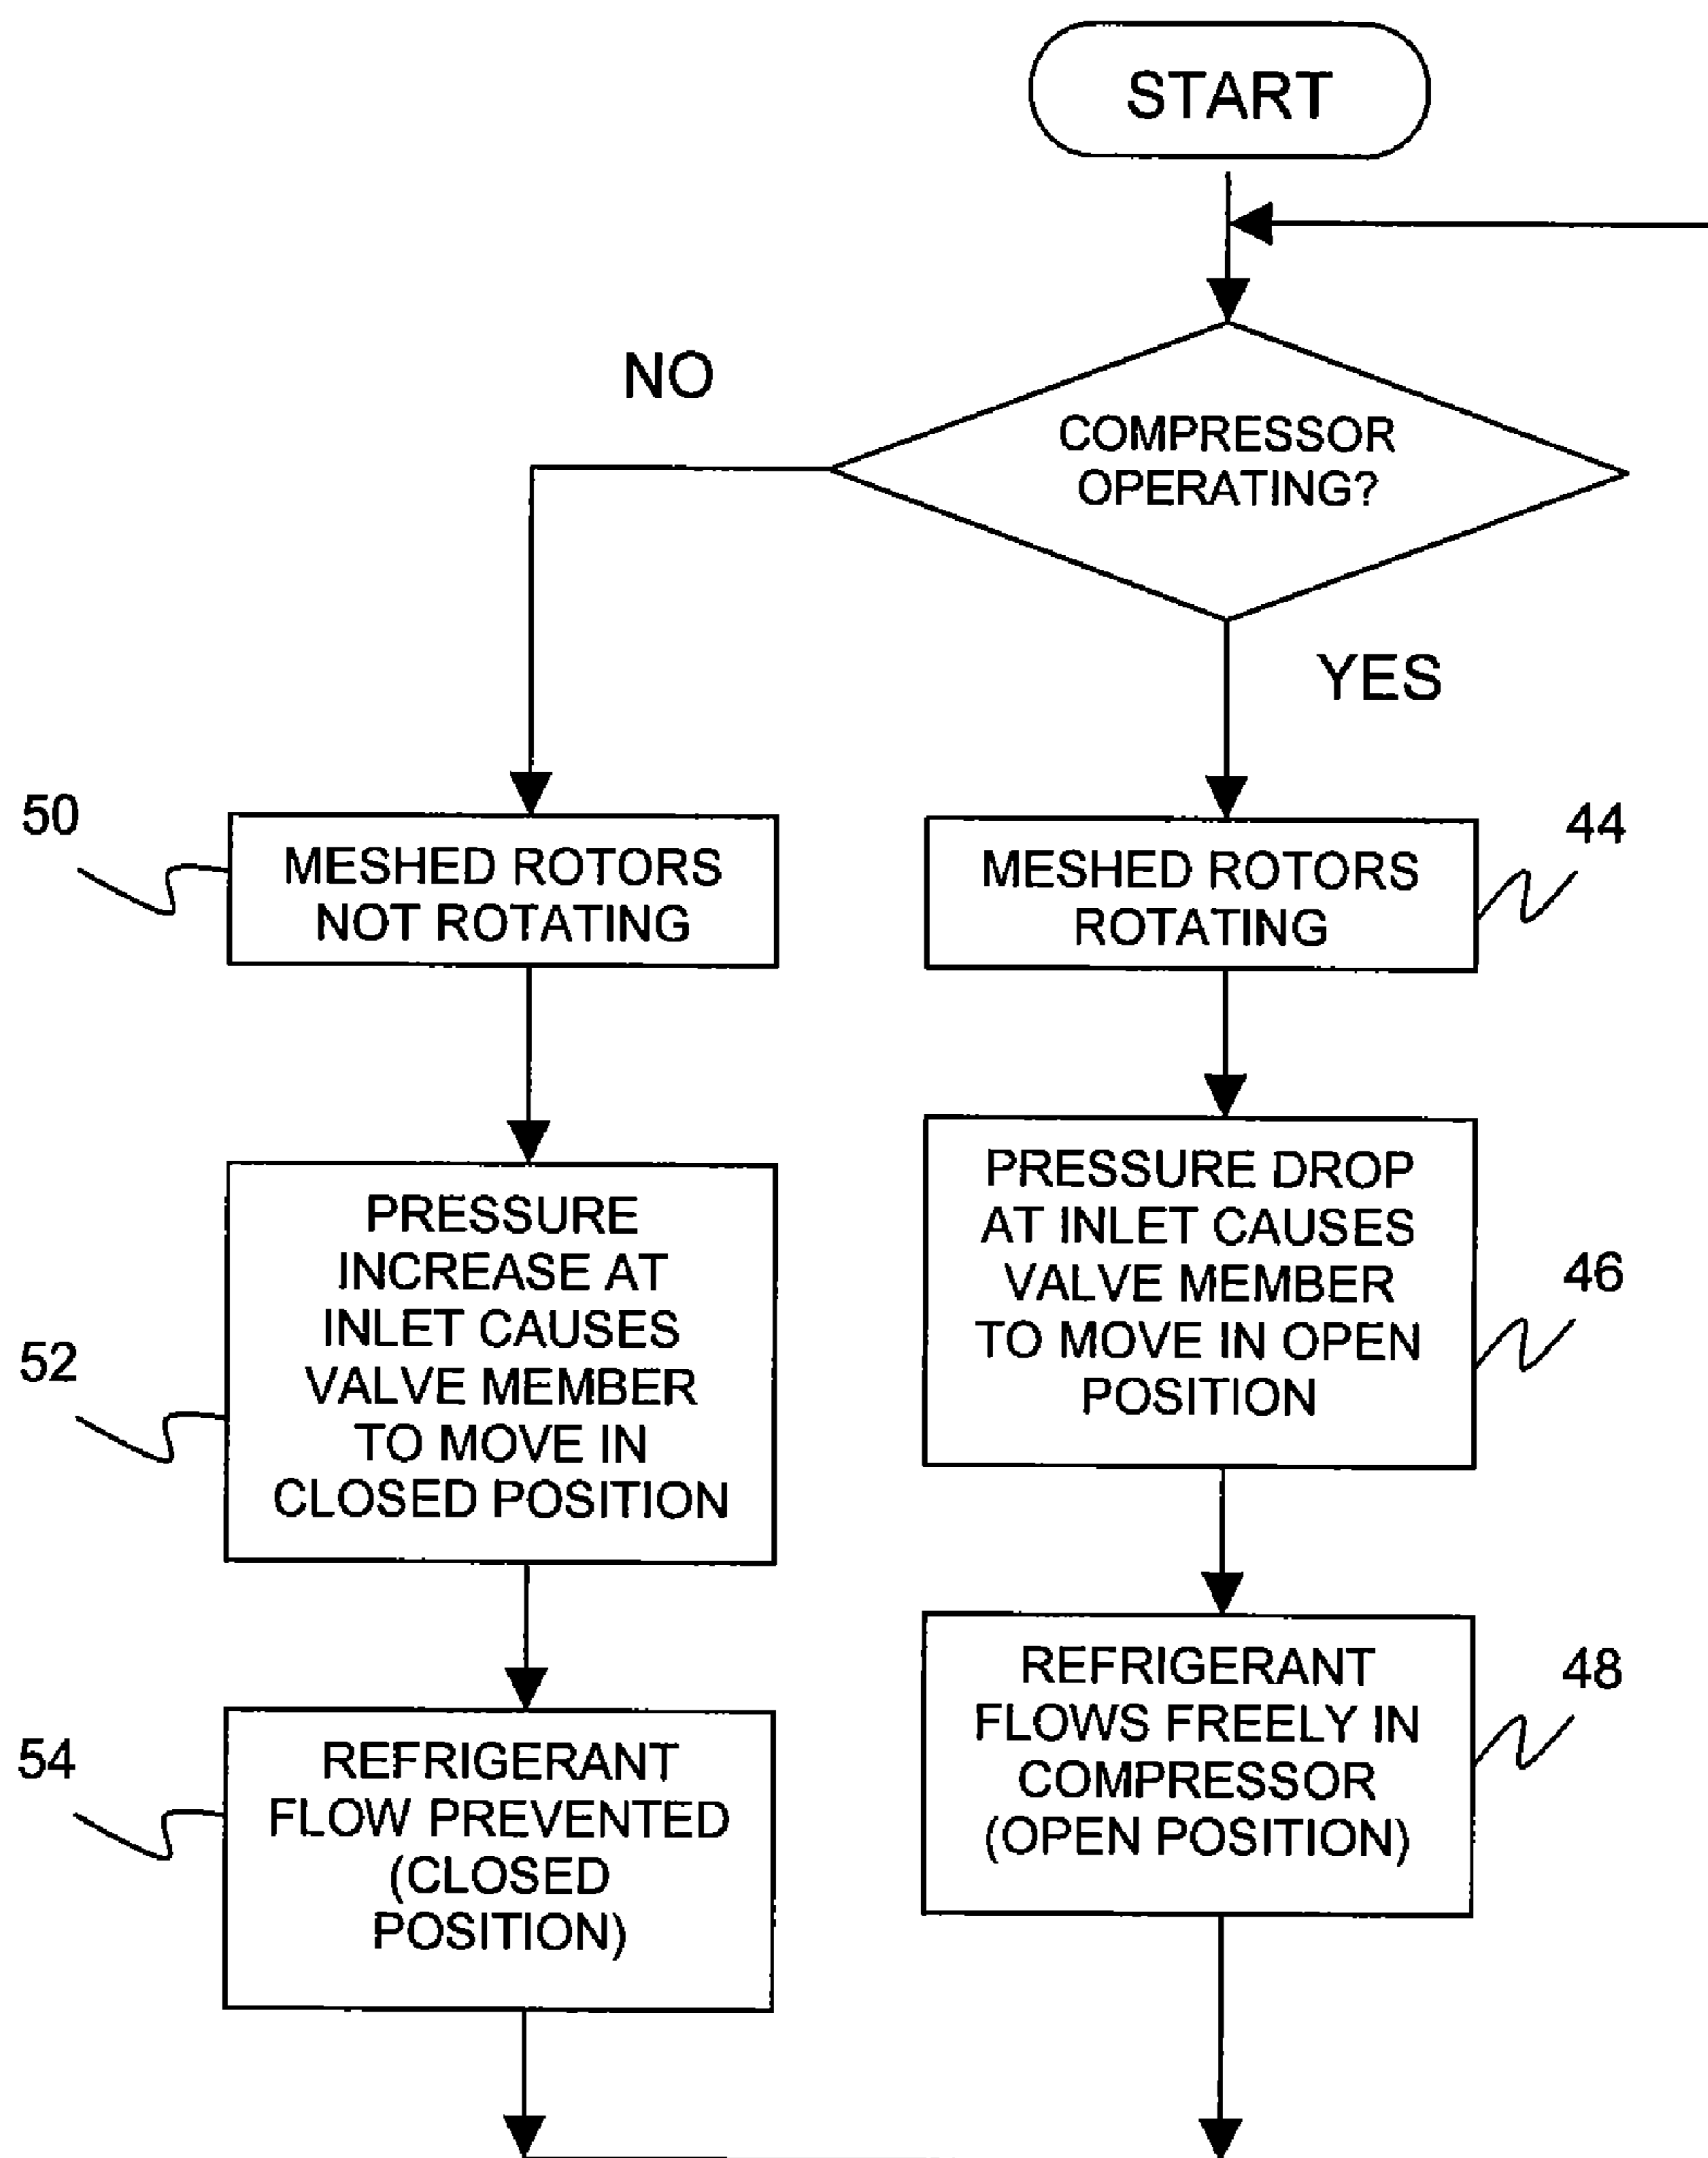 START
COMPRESSOR
OPERATING?
NO
YES
50
MESHED ROTORS
NOT ROTATING
44
MESHED ROTORS
ROTATING
52
PRESSURE
INCREASE AT
INLET CAUSES
VALVE MEMBER
TO MOVE IN
CLOSED POSITION
46
PRESSURE DROP
AT INLET CAUSES
VALVE MEMBER
TO MOVE IN OPEN
POSITION
54
REFRIGERANT
FLOW PREVENTED
(CLOSED
POSITION)
48
REFRIGERANT
FLOWS FREELY IN
COMPRESSOR
(OPEN POSITION)